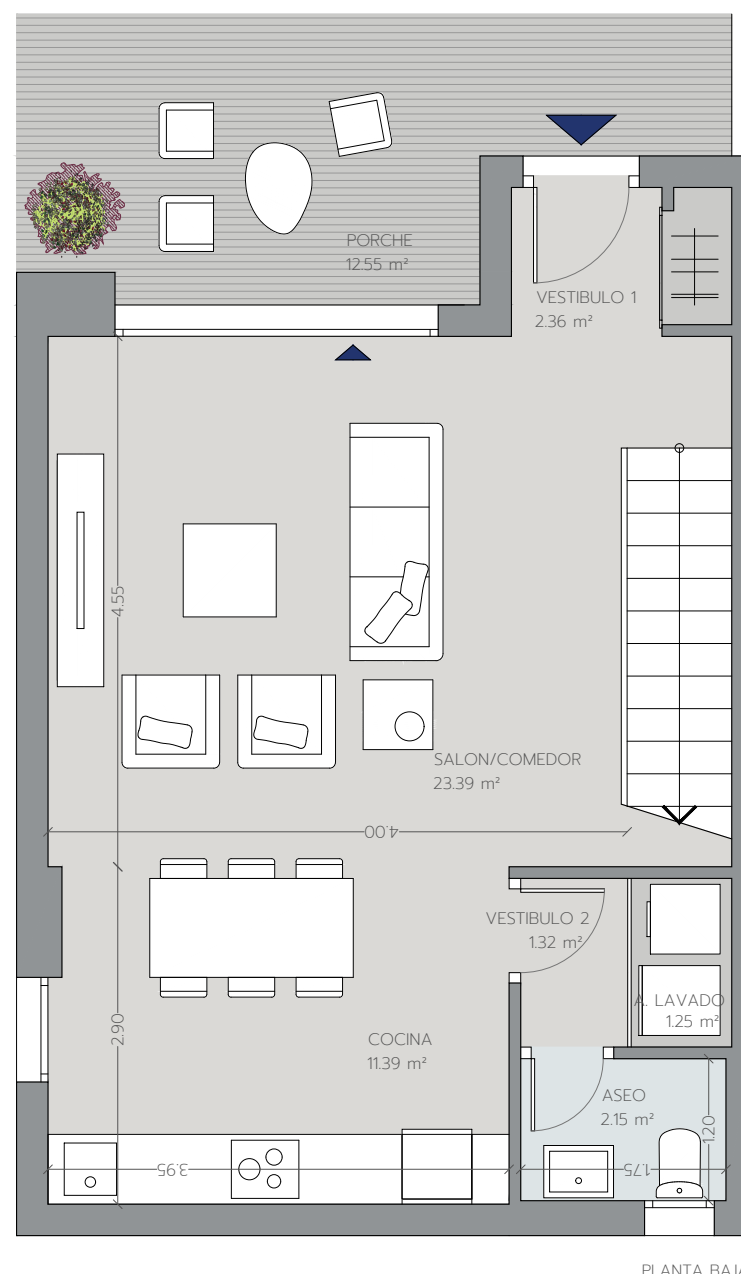 PORCHE
12.55 m²
VESTIBULO 1
2.36 m²
4.55
SALON/COMEDOR
23.39 m²
4.00
VESTIBULO 2
1.32 m²
A. LAVADO
1.25 m²
2.90
COCINA
11.39 m²
ASEO
2.15 m²
1.20
3.95
1.75
PLANTA BAJA